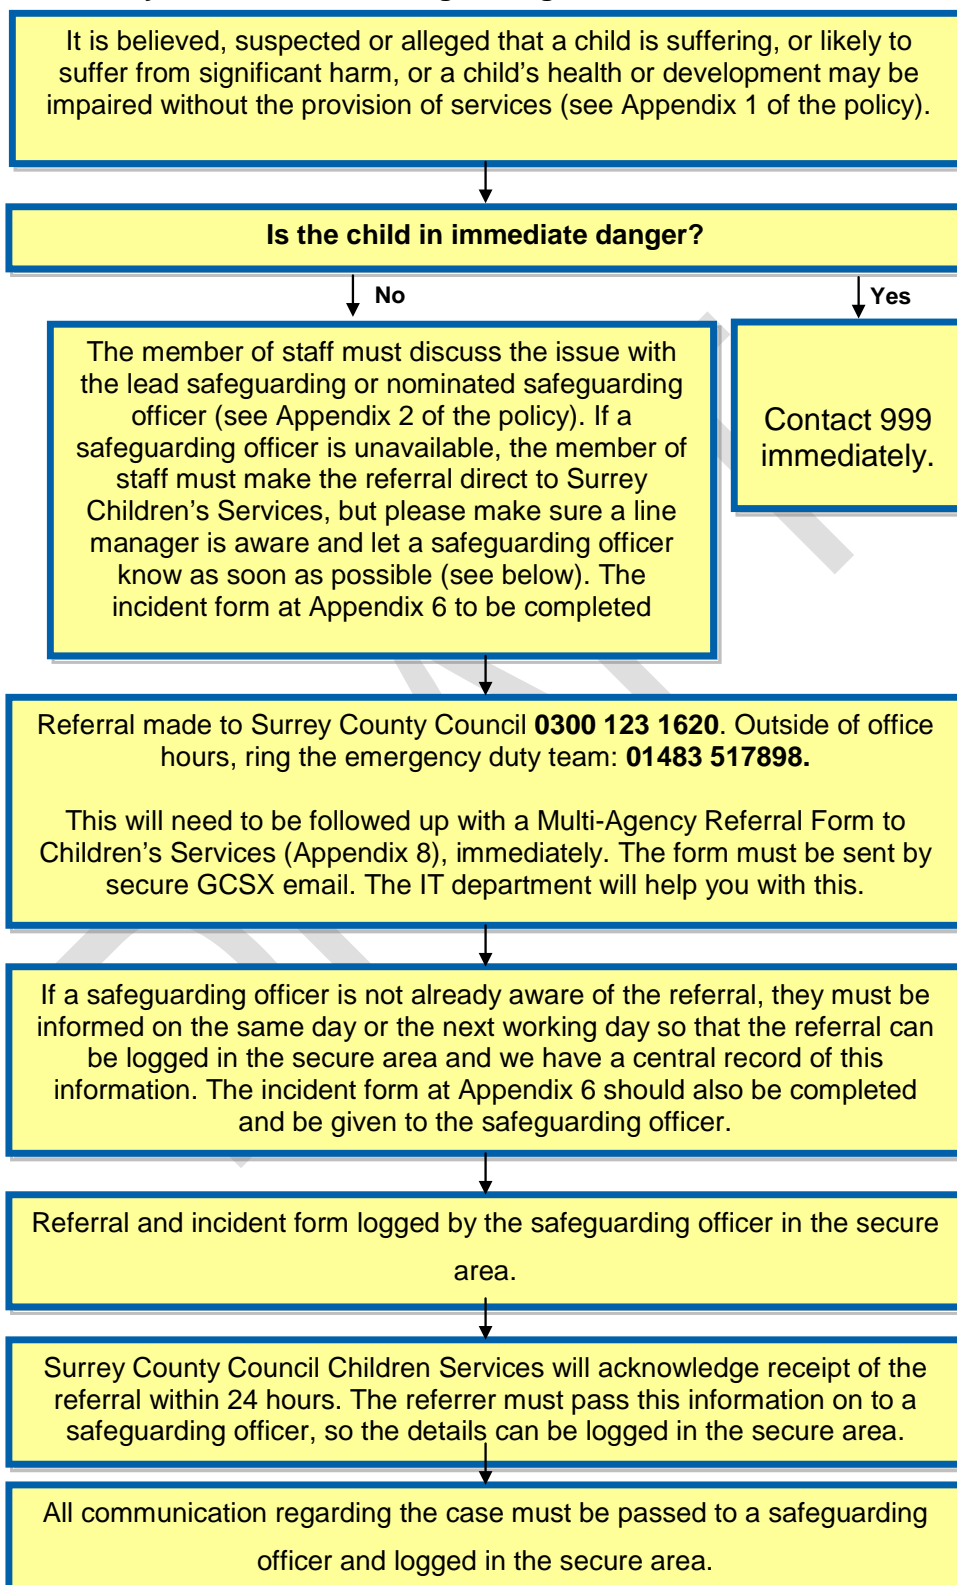 It is believed, suspected or alleged that a child is suffering, or likely to
suffer from significant harm, or a child's health or development may be
impaired without the provision of services (see Appendix 1 of the policy).
Is the child in immediate danger?
No
Yes
The member of staff must discuss the issue with
the lead safeguarding or nominated safeguarding
officer (see Appendix 2 of the policy). If a
safeguarding officer is unavailable, the member of
staff must make the referral direct to Surrey
Children's Services, but please make sure a line
manager is aware and let a safeguarding officer
know as soon as possible (see below). The
incident form at Appendix 6 to be completed
Contact 999
immediately.
Referral made to Surrey County Council 0300 123 1620. Outside of office
hours, ring the emergency duty team: 01483 517898.
This will need to be followed up with a Multi-Agency Referral Form to
Children's Services (Appendix 8), immediately. The form must be sent by
secure GCSX email. The IT department will help you with this.
If a safeguarding officer is not already aware of the referral, they must be
informed on the same day or the next working day so that the referral can
be logged in the secure area and we have a central record of this
information. The incident form at Appendix 6 should also be completed
and be given to the safeguarding officer.
Referral and incident form logged by the safeguarding officer in the secure
area.
Surrey County Council Children Services will acknowledge receipt of the
referral within 24 hours. The referrer must pass this information on to a
safeguarding officer, so the details can be logged in the secure area.
All communication regarding the case must be passed to a safeguarding
officer and logged in the secure area.